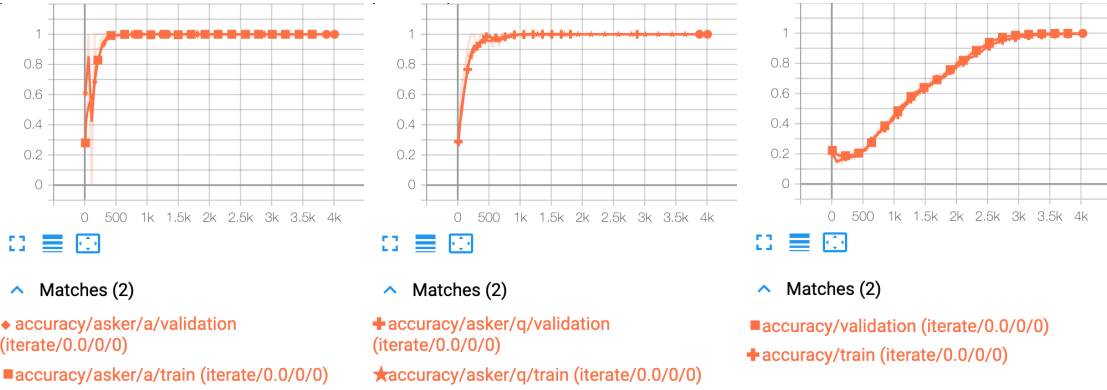 1
0.8
0.6
0.4
0.2
0
0 500 1k 1.5k 2k 2.5k 3k 3.5k 4k
Matches (2)
accuracy/asker/a/validation
(iterate/0.0/0/0)
accuracy/asker/a/train (iterate/0.0/0/0)
1
0.8
0.6
0.4
0.2
0
0 500 1k 1.5k 2k 2.5k 3k 3.5k 4k
Matches (2)
accuracy/asker/q/validation
(iterate/0.0/0/0)
accuracy/asker/q/train (iterate/0.0/0/0)
1
0.8
0.6
0.4
0.2
0
0 500 1k 1.5k 2k 2.5k 3k 3.5k 4k
Matches (2)
accuracy/validation (iterate/0.0/0/0)
accuracy/train (iterate/0.0/0/0)